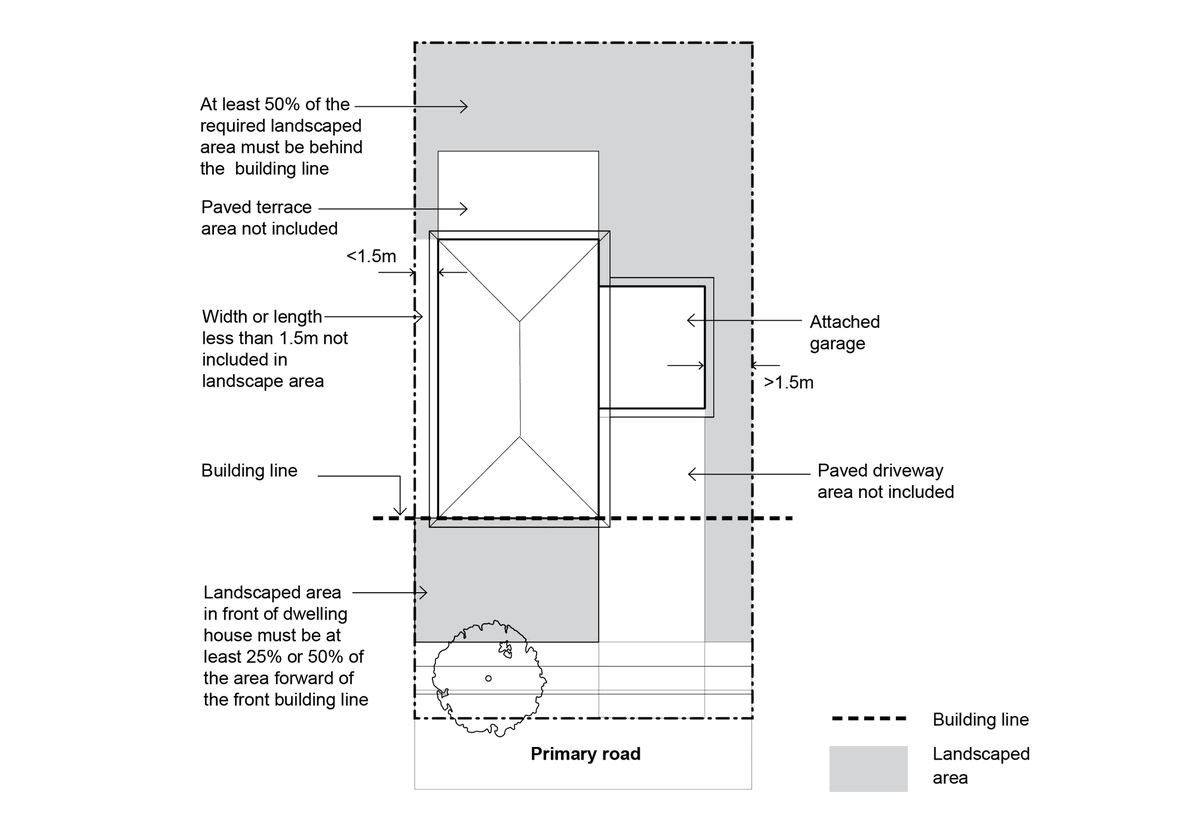 At least 50% of the
required landscaped
area must be behind
the building line
Paved terrace
area not included
<1.5m
Width or length
less than 1.5m not
included in
landscape area
Attached
garage
>1.5m
Building line
Paved driveway
area not included
Landscaped area
in front of dwelling
house must be at
least 25% or 50% of
the area forward of
the front building line
Primary road
Building line
Landscaped
area